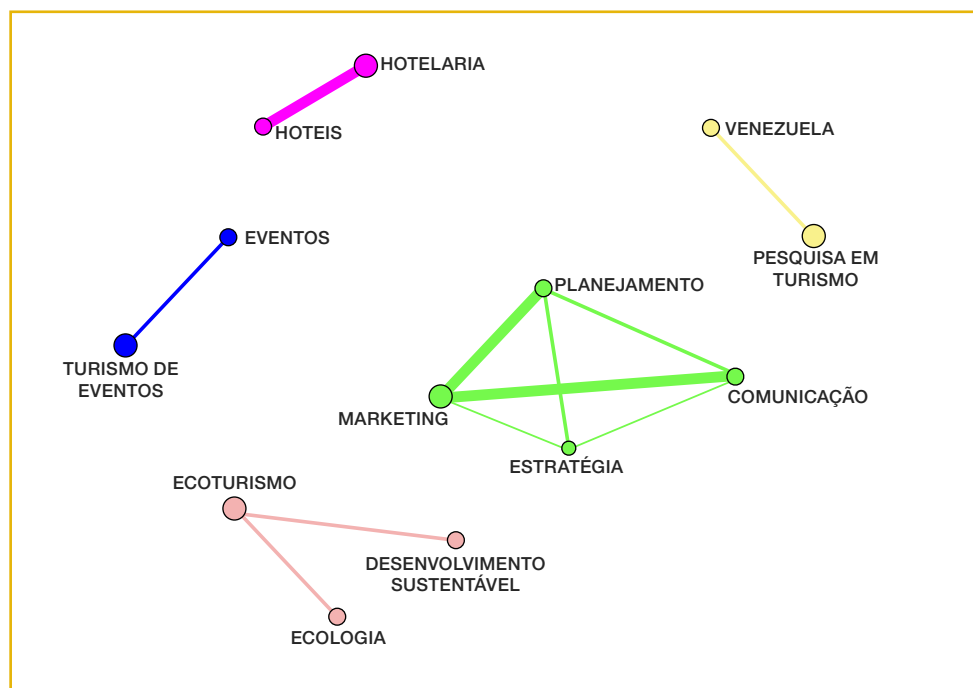 HOTELARIA
HOTEIS
VENEZUELA
EVENTOS
PESQUISA EM
TURISMO
PLANEJAMENTO
TURISMO DE
EVENTOS
COMUNICAÇÃO
MARKETING
ESTRATÉGIA
ECOTURISMO
DESENVOLVIMENTO
SUSTENTÁVEL
ECOLOGIA